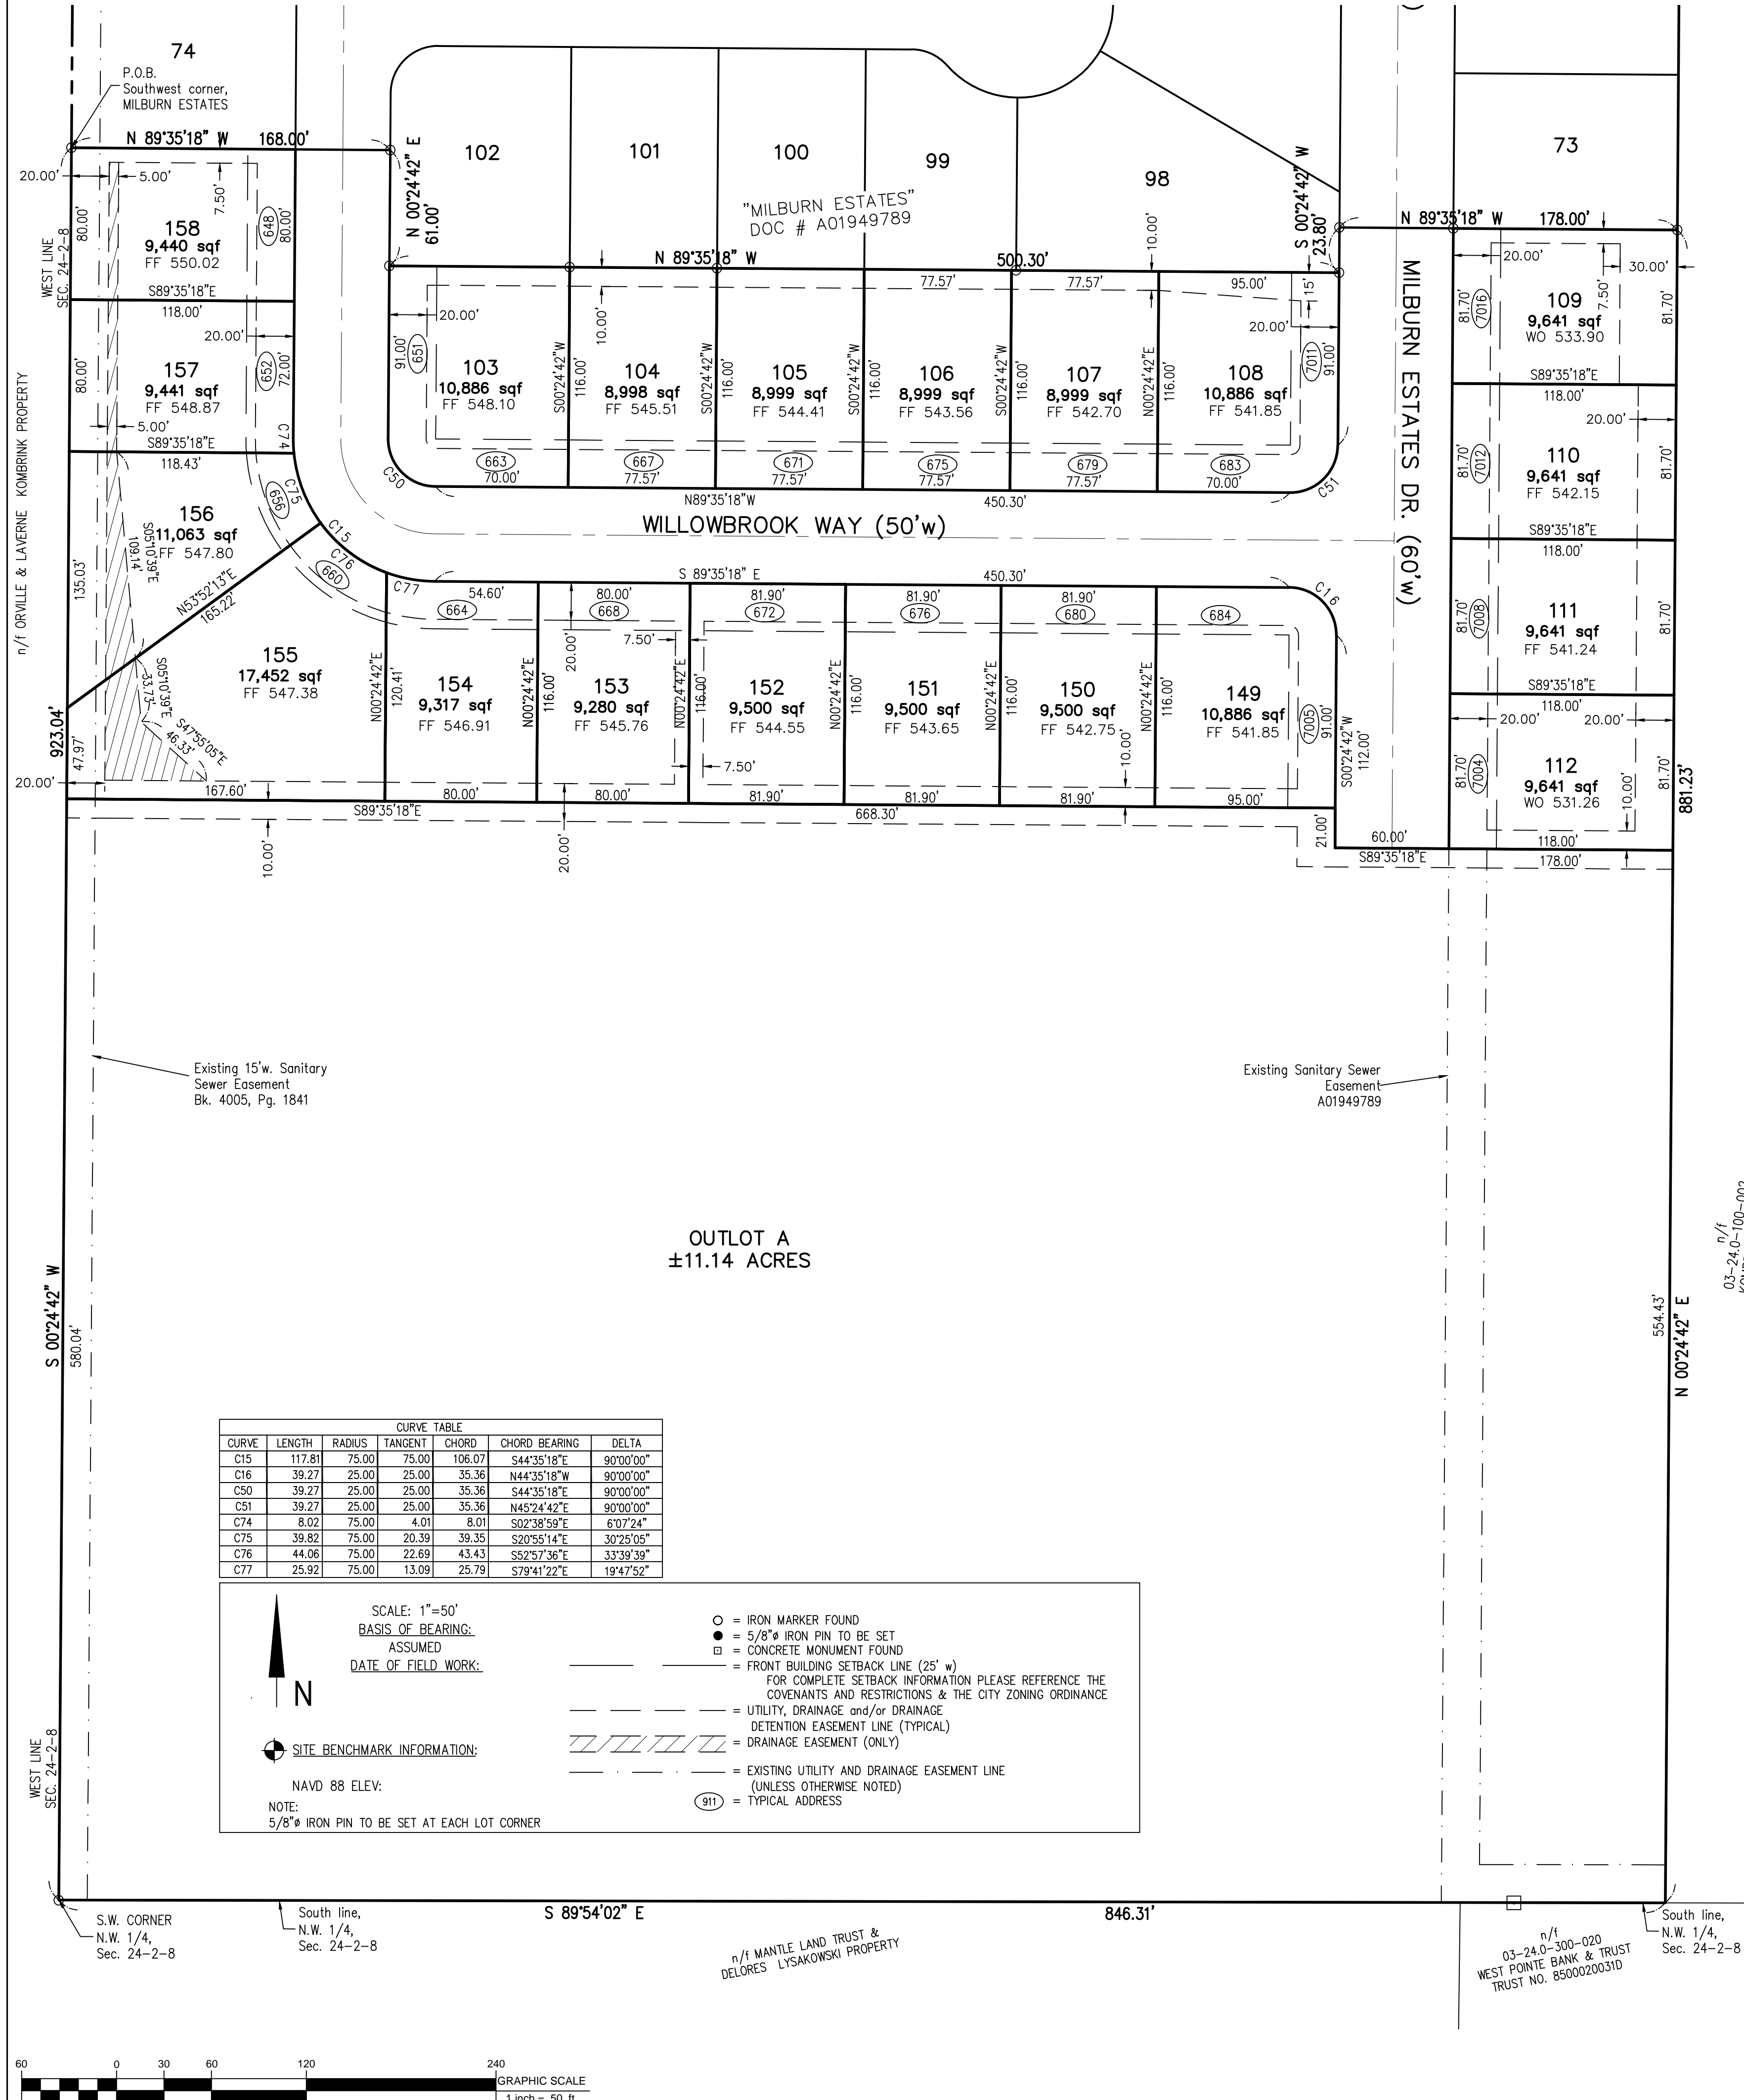 74
P.O.B.
Southwest corner,
MILBURN ESTATES
N 89°35'18" W 168.00'
20.00'
5.00'
7.50'
80.00'
158
9,440 sqf
FF 550.02
648
80.00'
WEST LINE
SEC. 24-2-8
S89°35'18"E
118.00'
20.00'
80.00'
157
9,441 sqf
FF 548.87
652
72.00'
5.00'
S89°35'18"E
118.43'
C74
n/f ORVILLE & LAVERNE KOMBRINK PROPERTY
C75
656
156
11,063 sqf
FF 547.80
S05°10'39"E
109.14'
135.03'
N53°52'13"E
165.22'
C15
C76
660
C77
155
17,452 sqf
FF 547.38
S05°10'39"E
33.73'
S47°55'05"E
46.33'
923.04'
47.97'
20.00'
167.60'
S89°35'18"E
10.00'
N 00°24'42" E
61.00'
102
101
100
99
98
"MILBURN ESTATES"
DOC # A01949789
N 89°35'18" W 500.30'
10.00'
S 00°24'42" W
23.80'
77.57'
77.57'
95.00'
15'
20.00'
10.00'
20.00'
91.00'
651
103
10,886 sqf
FF 548.10
S00°24'42"W
116.00'
104
8,998 sqf
FF 545.51
S00°24'42"W
116.00'
105
8,999 sqf
FF 544.41
S00°24'42"W
116.00'
106
8,999 sqf
FF 543.56
S00°24'42"W
116.00'
107
8,999 sqf
FF 542.70
N00°24'42"E
116.00'
108
10,886 sqf
FF 541.85
7011
91.00'
C50
663
70.00'
667
77.57'
671
77.57'
675
77.57'
679
77.57'
683
70.00'
C51
N89°35'18"W 450.30'
WILLOWBROOK WAY (50'w)
S 89°35'18" E 450.30'
C16
54.60'
664
80.00'
668
81.90'
672
676
81.90'
680
684
20.00'
7.50'
N00°24'42"E
120.41'
154
9,317 sqf
FF 546.91
N00°24'42"E
116.00'
153
9,280 sqf
FF 545.76
N00°24'42"E
116.00'
152
9,500 sqf
FF 544.55
7.50'
N00°24'42"E
116.00'
151
9,500 sqf
FF 543.65
N00°24'42"E
116.00'
150
9,500 sqf
FF 542.75
10.00'
N00°24'42"E
116.00'
149
10,886 sqf
FF 541.85
7005
91.00'
S00°24'42"W
112.00'
80.00'
80.00'
81.90'
81.90'
81.90'
95.00'
668.30'
20.00'
21.00'
60.00'
S89°35'18"E
MILBURN ESTATES DR. (60'w)
73
N 89°35'18" W 178.00'
20.00'
30.00'
7.50'
81.70'
7016
109
9,641 sqf
WO 533.90
81.70'
S89°35'18"E
118.00'
20.00'
81.70'
7012
110
9,641 sqf
FF 542.15
81.70'
S89°35'18"E
118.00'
81.70'
7008
111
9,641 sqf
FF 541.24
81.70'
S89°35'18"E
118.00'
20.00'
20.00'
81.70'
7004
112
9,641 sqf
WO 531.26
10.00'
81.70'
118.00'
178.00'
881.23'
Existing 15'w. Sanitary
Sewer Easement
Bk. 4005, Pg. 1841
Existing Sanitary Sewer
Easement
A01949789
n/f
03-24.0-100-002
OUTLOT A
±11.14 ACRES
S 00°24'42" W
580.04'
554.43'
N 00°24'42" E
CURVE TABLE
CURVE LENGTH RADIUS TANGENT CHORD CHORD BEARING DELTA
C15 117.81 75.00 75.00 106.07 S44°35'18"E 90°00'00"
C16 39.27 25.00 25.00 35.36 N44°35'18"W 90°00'00"
C50 39.27 25.00 25.00 35.36 S44°35'18"E 90°00'00"
C51 39.27 25.00 25.00 35.36 N45°24'42"E 90°00'00"
C74 8.02 75.00 4.01 8.01 S02°38'59"E 6°07'24"
C75 39.82 75.00 20.39 39.35 S20°55'14"E 30°25'05"
C76 44.06 75.00 22.69 43.43 S52°57'36"E 33°39'39"
C77 25.92 75.00 13.09 25.79 S79°41'22"E 19°47'52"
SCALE: 1"=50'
BASIS OF BEARING:
ASSUMED
DATE OF FIELD WORK:
N
SITE BENCHMARK INFORMATION:
NAVD 88 ELEV:
NOTE:
5/8"ø IRON PIN TO BE SET AT EACH LOT CORNER
= IRON MARKER FOUND
= 5/8"ø IRON PIN TO BE SET
= CONCRETE MONUMENT FOUND
= FRONT BUILDING SETBACK LINE (25' w)
FOR COMPLETE SETBACK INFORMATION PLEASE REFERENCE THE
COVENANTS AND RESTRICTIONS & THE CITY ZONING ORDINANCE
= UTILITY, DRAINAGE and/or DRAINAGE
DETENTION EASEMENT LINE (TYPICAL)
= DRAINAGE EASEMENT (ONLY)
= EXISTING UTILITY AND DRAINAGE EASEMENT LINE
(UNLESS OTHERWISE NOTED)
911 = TYPICAL ADDRESS
WEST LINE
SEC. 24-2-8
S.W. CORNER
N.W. 1/4,
Sec. 24-2-8
South line,
N.W. 1/4,
Sec. 24-2-8
S 89°54'02" E 846.31'
n/f MANTLE LAND TRUST &
DELORES LYSAKOWSKI PROPERTY
n/f
03-24.0-300-020
WEST POINTE BANK & TRUST
TRUST NO. 8500020031D
South line,
N.W. 1/4,
Sec. 24-2-8
60 0 30 60 120 240
GRAPHIC SCALE
1 inch = 50 ft.